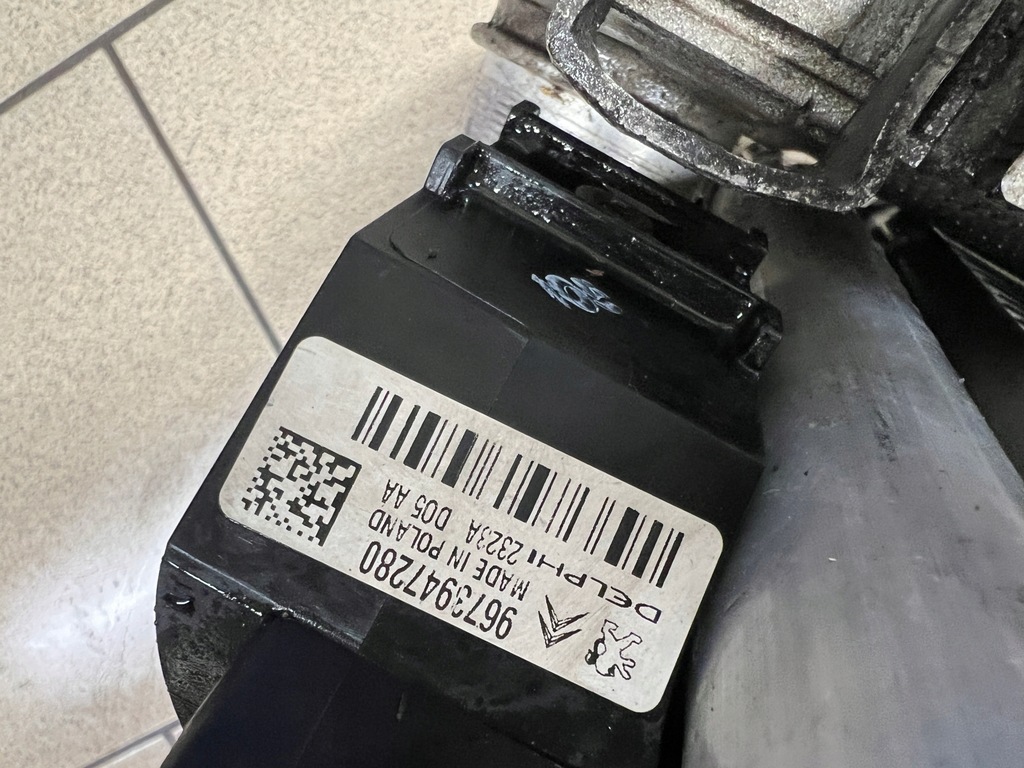 9673947280
MADE IN POLAND
DELPHI 2323A D05 AA